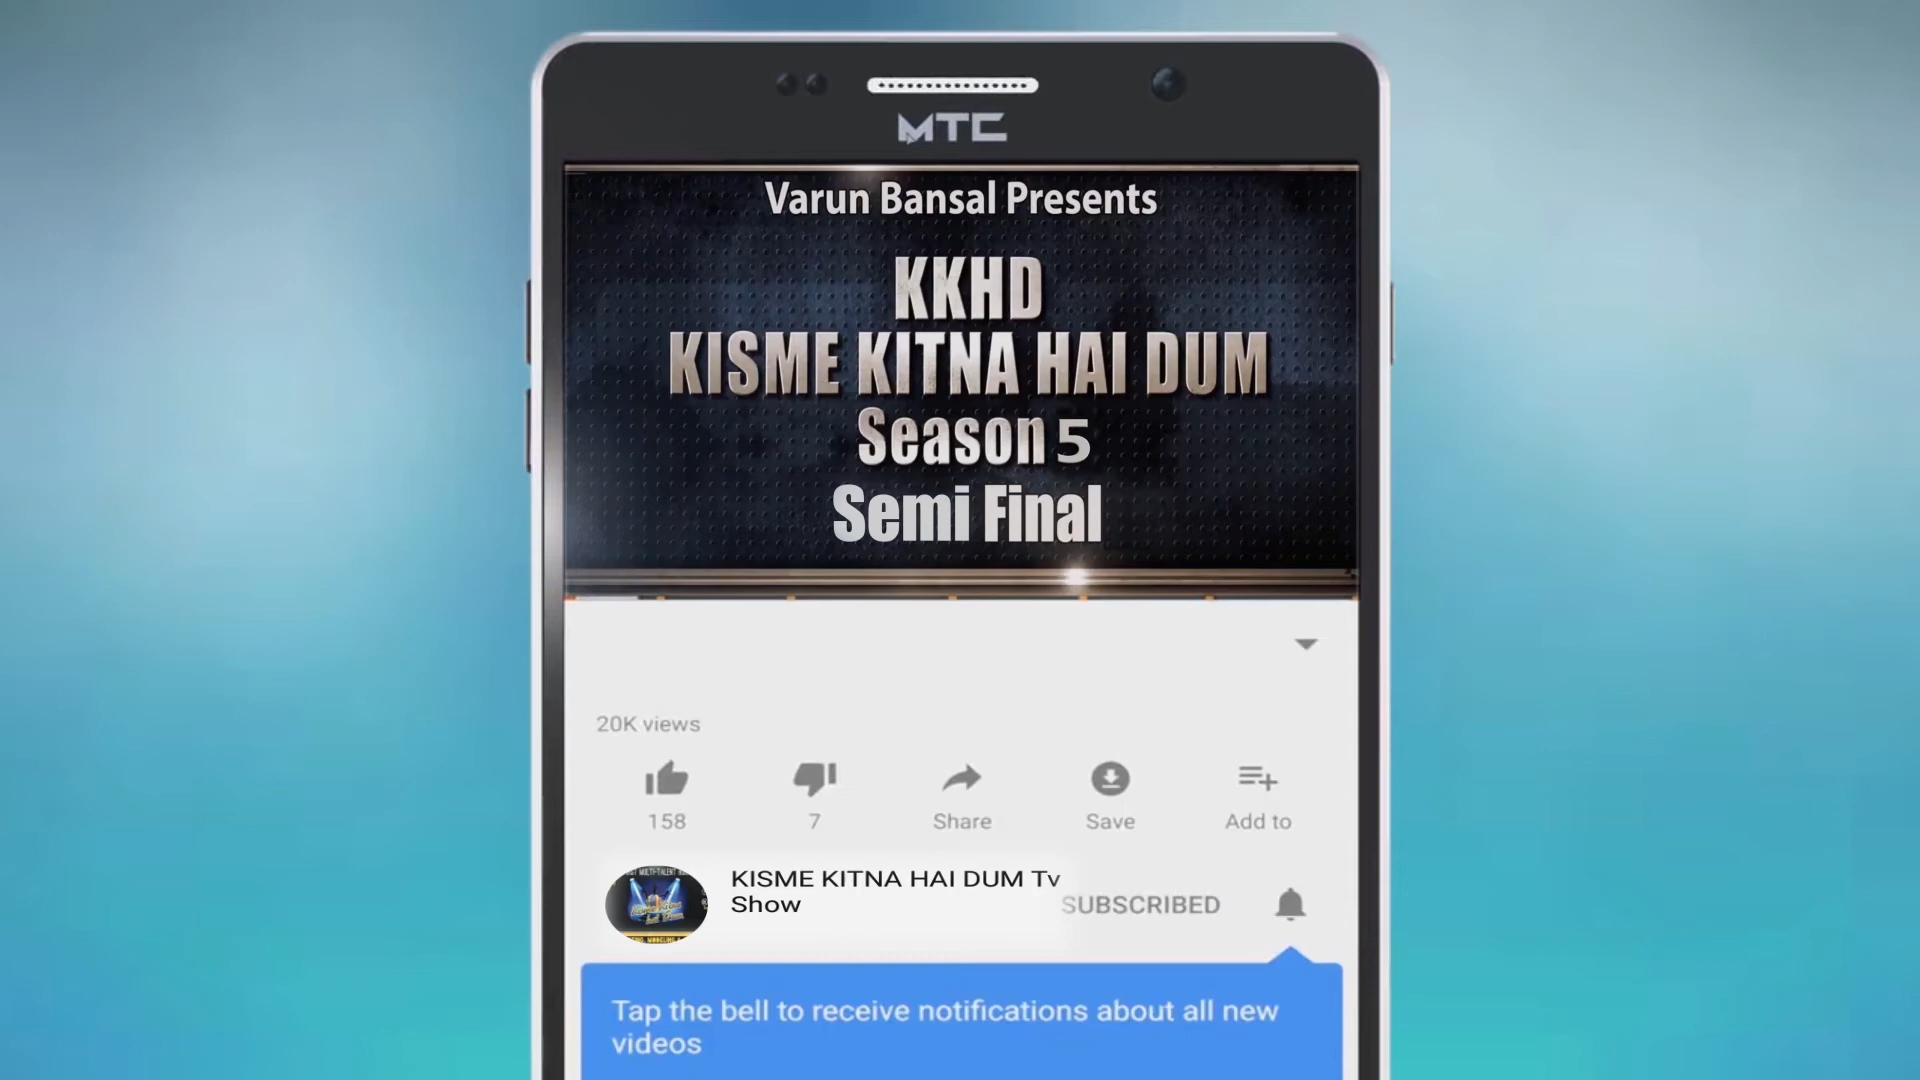 MTC
Varun Bansal Presents
KKHD
KISME KITNA HAI DUM
Season 5
Semi Final
20K views
158
7
Share
Save
Add to
KISME KITNA HAI DUM Tv
Show
SUBSCRIBED
Tap the bell to receive notifications about all new
videos